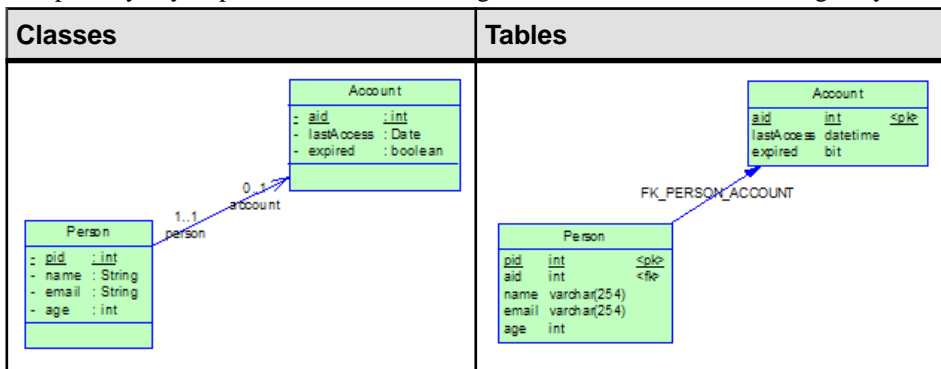 Classes
Tables
Account
- aid : int
- lastAccess : Date
- expired : boolean
0..1
account
1..1
person
Person
- pid : int
- name : String
- email : String
- age : int
Account
aid int <pk>
lastAccess datetime
expired bit
FK_PERSON_ACCOUNT
Person
pid int <pk>
aid int <fk>
name varchar(254)
email varchar(254)
age int